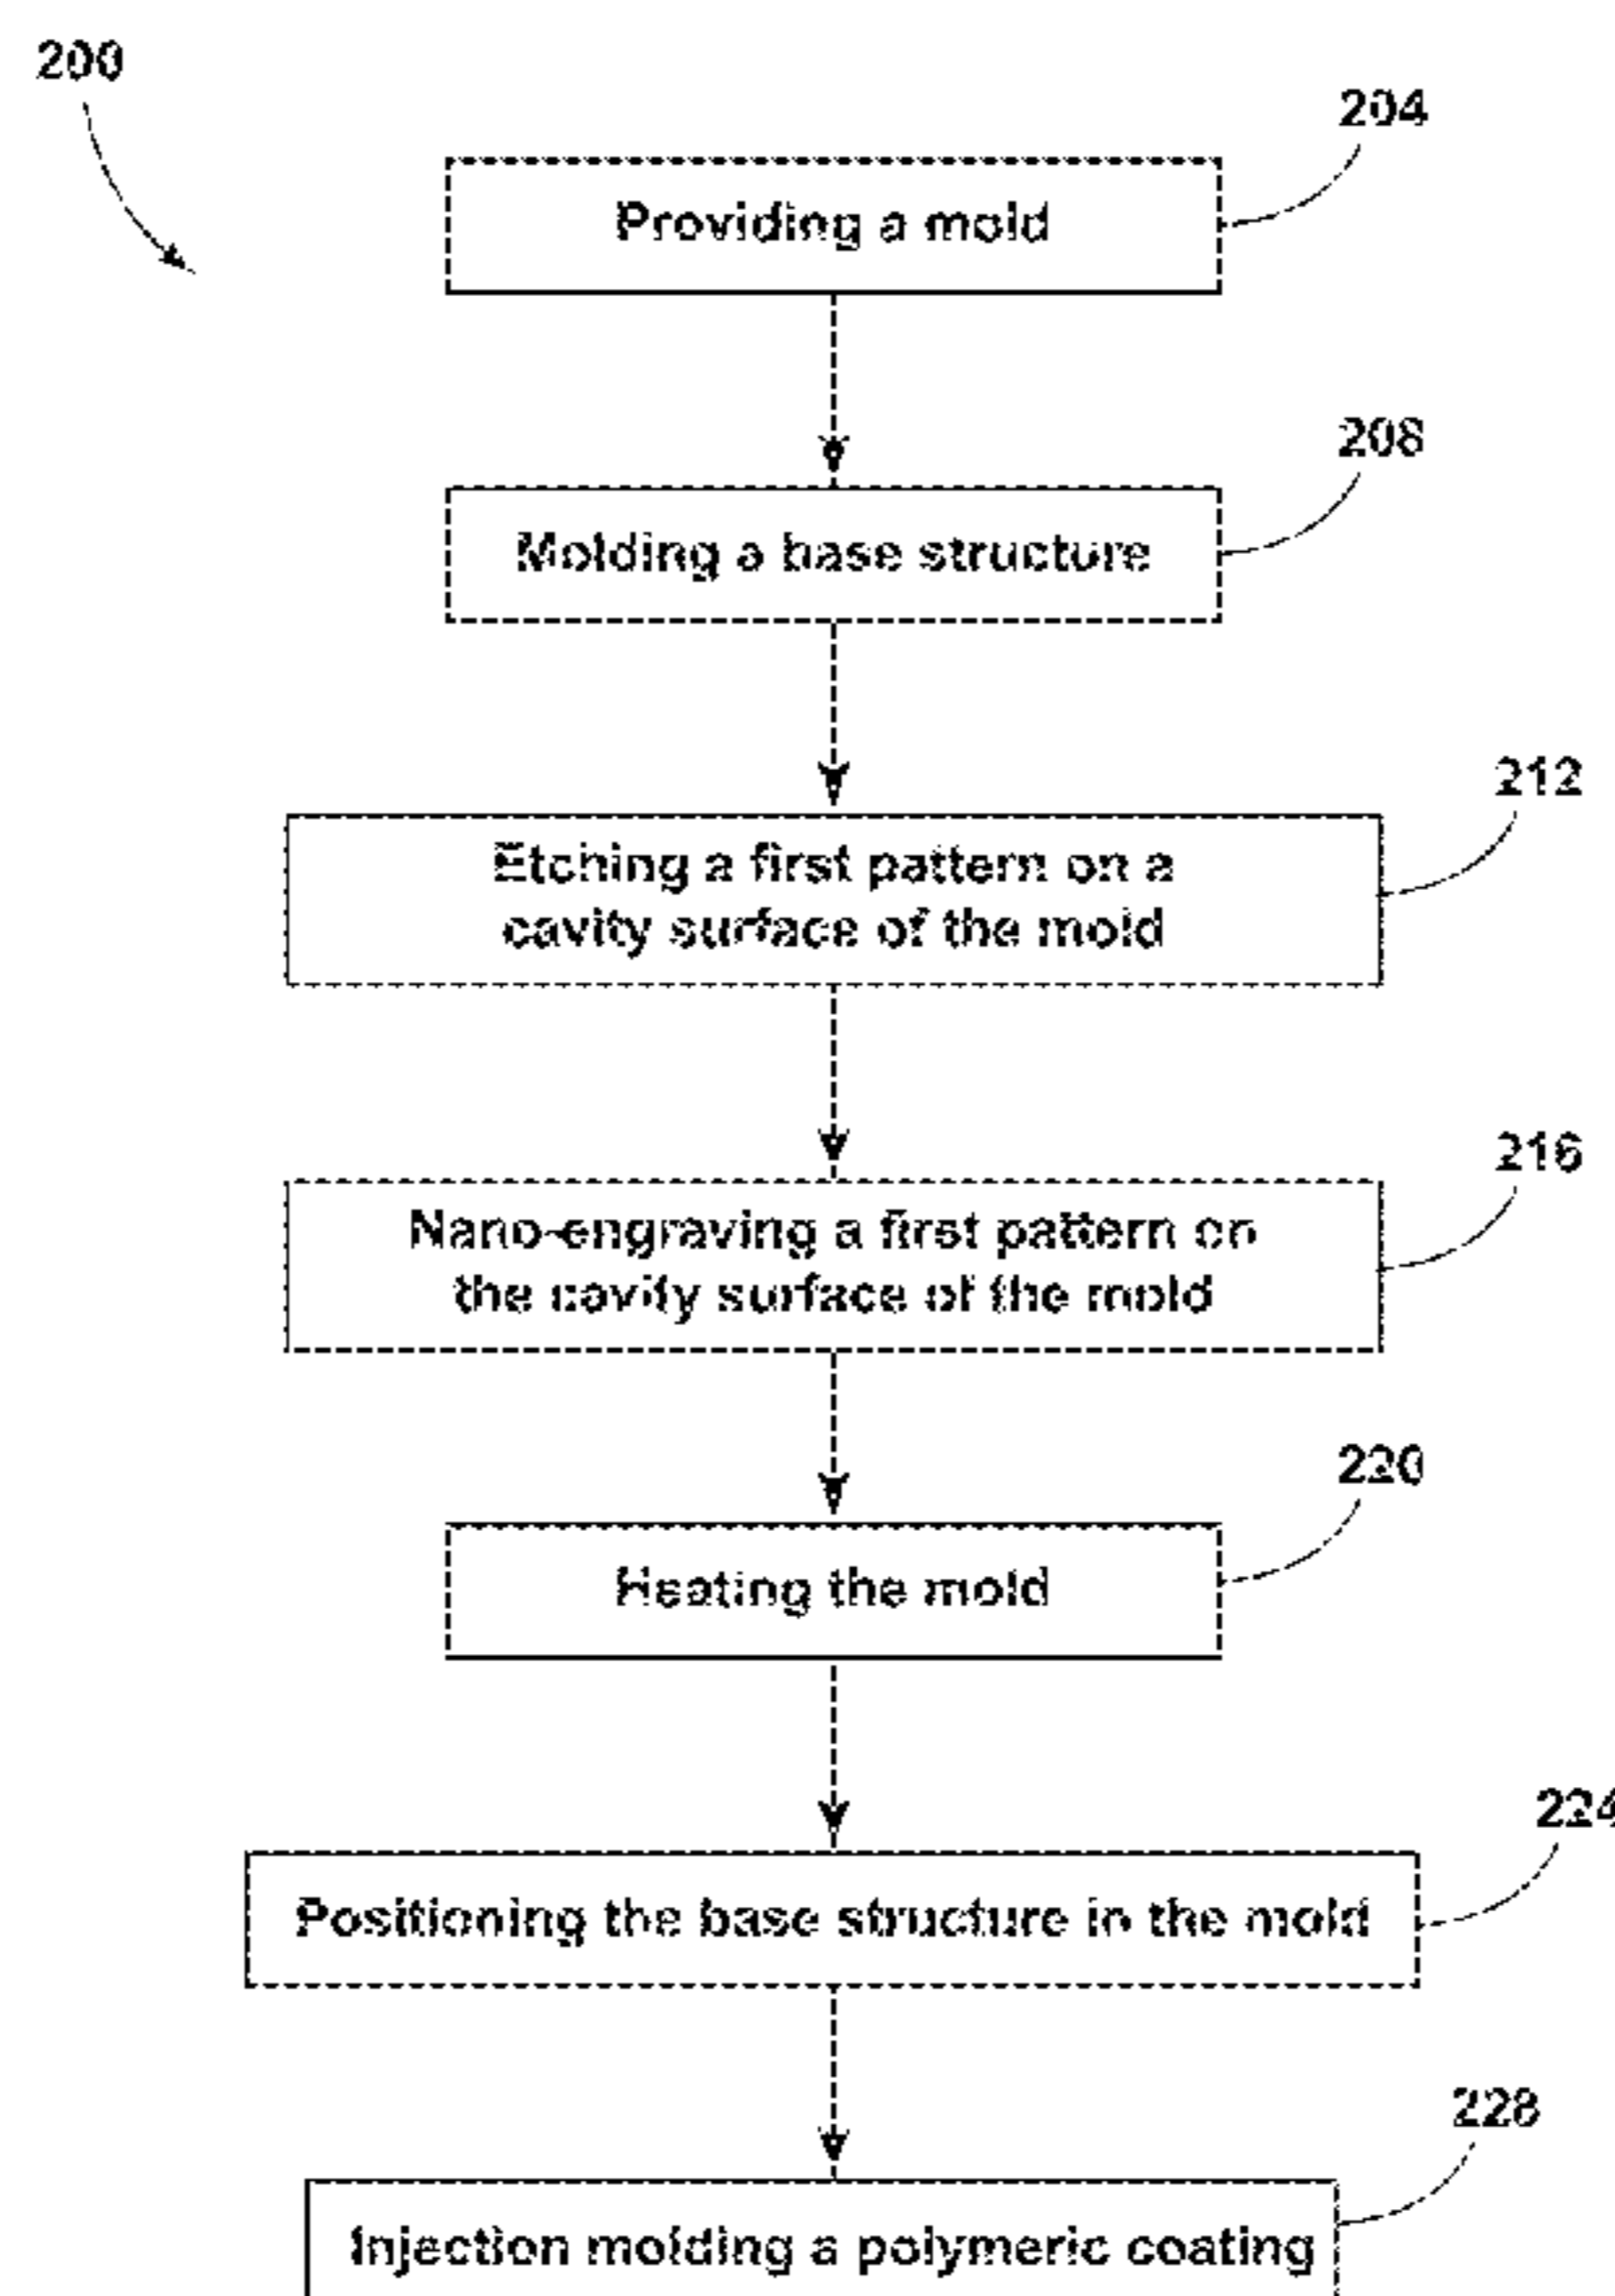 200
204
Providing a mold
208
Molding a base structure
212
Etching a first pattern on a
cavity surface of the mold
216
Nano-engraving a first pattern on
the cavity surface of the mold
220
Heating the mold
224
Positioning the base structure in the mold
228
Injection molding a polymeric coating